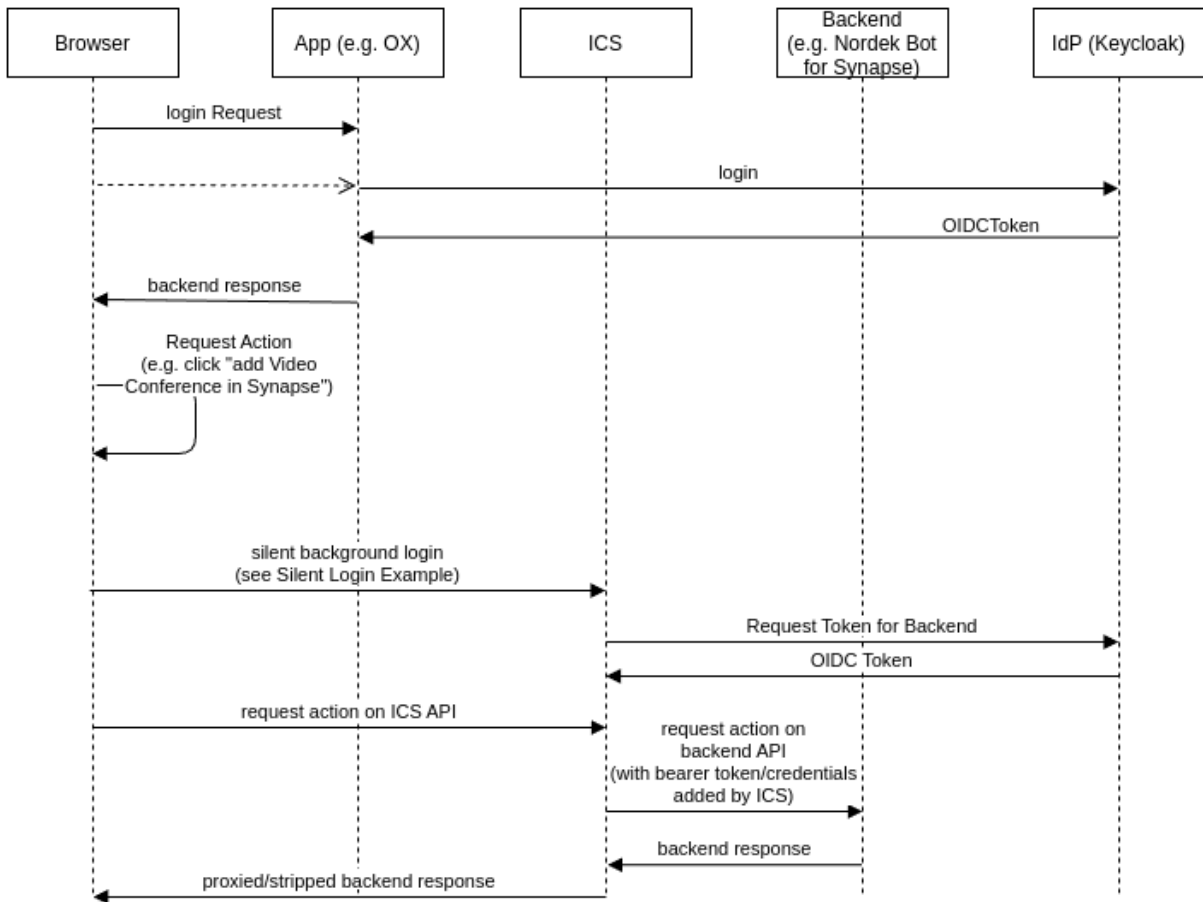 Browser
App (e.g. OX)
ICS
Backend
(e.g. Nordek Bot
for Synapse)
IdP (Keycloak)
login Request
login
OIDCToken
backend response
Request Action
(e.g. click "add Video
Conference in Synapse")
silent background login
(see Silent Login Example)
Request Token for Backend
OIDC Token
request action on ICS API
request action on
backend API
(with bearer token/credentials
added by ICS)
backend response
proxied/stripped backend response